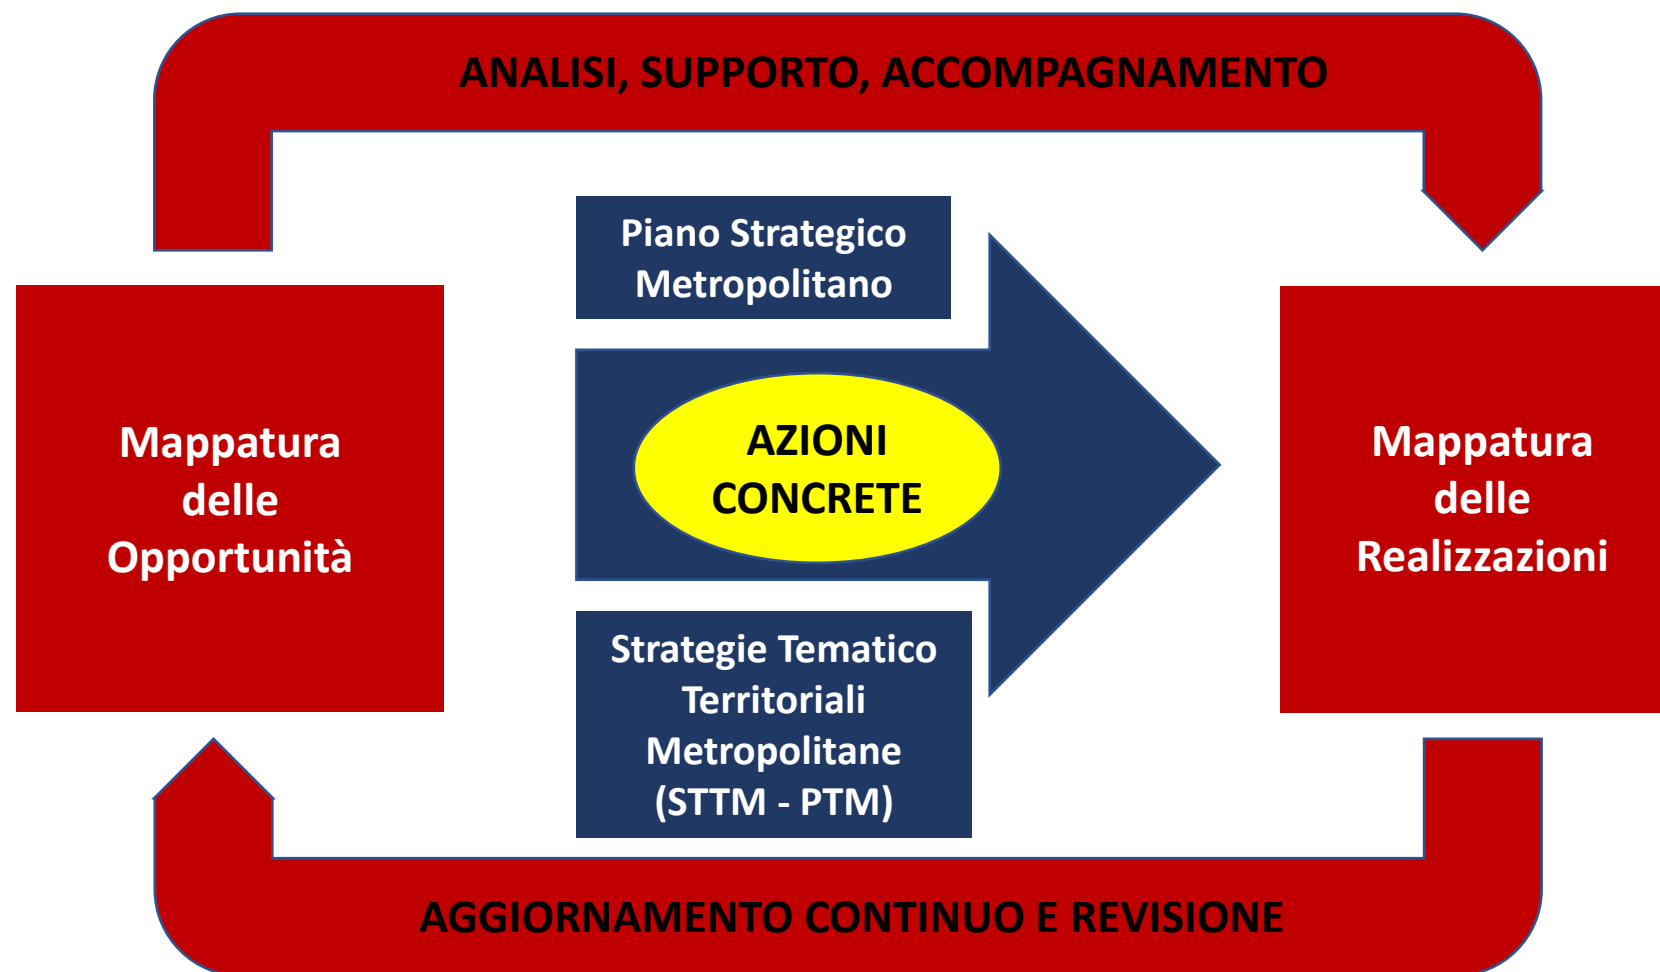 ANALISI, SUPPORTO, ACCOMPAGNAMENTO
Piano Strategico
Metropolitano
Mappatura
delle
Opportunità
AZIONI
CONCRETE
Mappatura
delle
Realizzazioni
Strategie Tematico
Territoriali
Metropolitane
(STTM - PTM)
AGGIORNAMENTO CONTINUO E REVISIONE